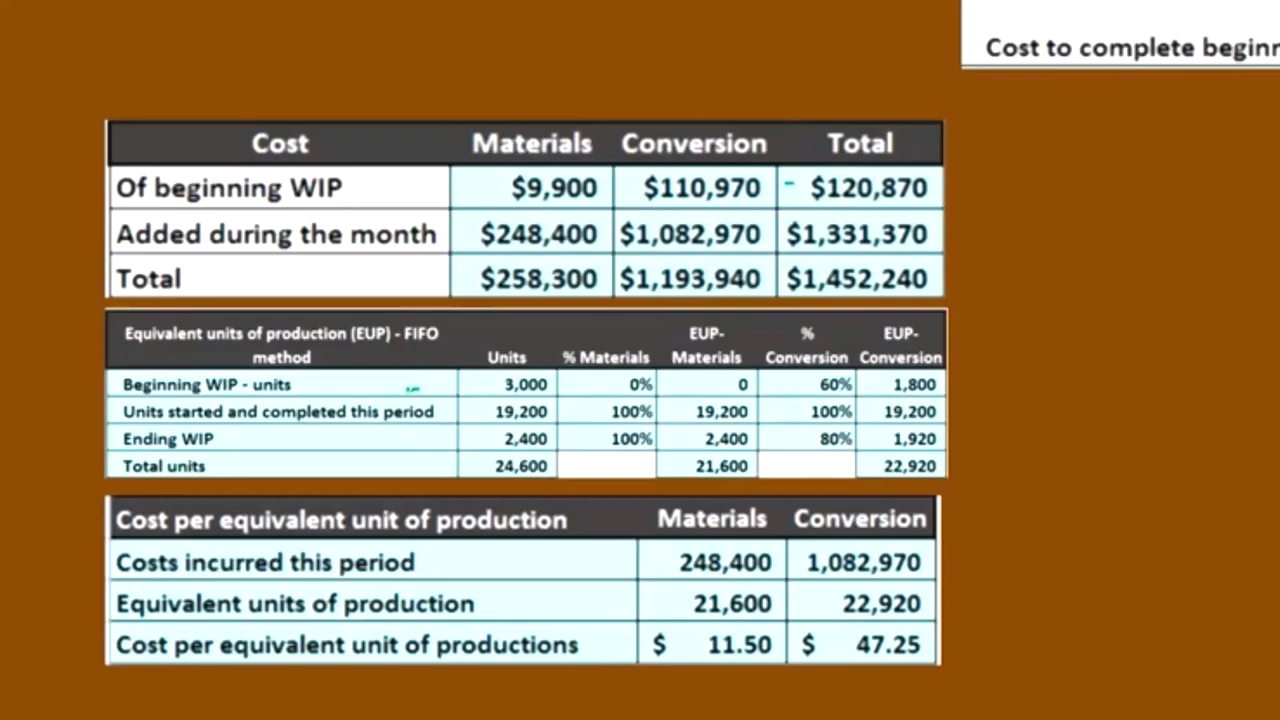 Cost to complete beginn
Cost Materials Conversion Total
Of beginning WIP $9,900 $110,970 $120,870
Added during the month $248,400 $1,082,970 $1,331,370
Total $258,300 $1,193,940 $1,452,240
Equivalent units of production (EUP) - FIFO method Units % Materials EUP-Materials % Conversion EUP-Conversion
Beginning WIP - units 3,000 0% 0 60% 1,800
Units started and completed this period 19,200 100% 19,200 100% 19,200
Ending WIP 2,400 100% 2,400 80% 1,920
Total units 24,600 21,600 22,920
Cost per equivalent unit of production Materials Conversion
Costs incurred this period 248,400 1,082,970
Equivalent units of production 21,600 22,920
Cost per equivalent unit of productions $ 11.50 $ 47.25